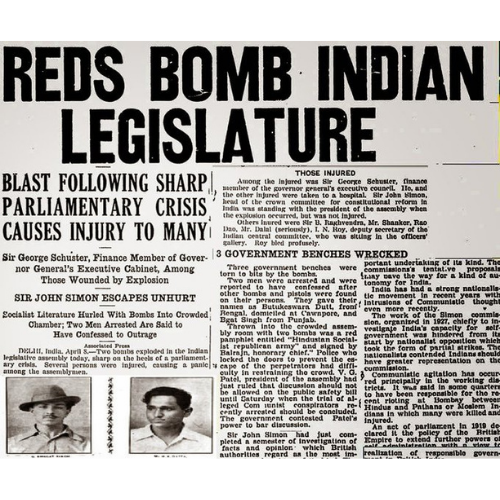 REDS BOMB INDIAN
LEGISLATURE
BLAST FOLLOWING SHARP
PARLIAMENTARY CRISIS
CAUSES INJURY TO MANY
Sir George Schuster, Finance Member of Gover-
nor General's Executive Cabinet, Among
Those Wounded by Explosion
SIR JOHN SIMON ESCAPES UNHURT
Socialist Literature Hurled With Bombs Into Crowded
Chamber; Two Men Arrested Are Said to
Have Confessed to Outrage
Associated Press
DELHI, India, April 8.—Two bombs exploded in the Indian
legislative assembly today, sharp on the heels of a parliament-
ary crisis. Several persons were injured, causing a panic
among the assemblymen.
THOSE INJURED
Among the injured was Sir George Schuster, finance
member of the governor general's executive council. He, and
the other injured were taken to a hospital. Sir John Simon,
head of the crown committee for constitutional reform in
India was standing with the president of the assembly when
the explosion occurred, but was not injured.
Others injured were Sir B. Raghvendra, Mr. Shanker, Rao
Dao, Mr. Dalal (seriously), I. N. Roy, deputy secretary of the
Indian central committee, who was sitting in the officers'
gallery. Roy bled profusely.
3 GOVERNMENT BENCHES WRECKED
Three government benches were
torn to bits by the bombs.
Two men were arrested and were
reported to have confessed after
other bombs and pistols were found
on their persons. They gave their
names as Butukeswara Dutt, from
Bengal, domiciled at Cawnpore, and
Bgat Singh from Punjab.
Thrown into the crowded assem-
bly room with two bombs was a red
pamphlet entitled "Hindusten Social-
ist republican army" and signed by
Balrajn, honorary chief." Police who
locked the doors to prevent the es-
cape of the perpetrators had diffi-
culty in restraining the crowd. V. G.
Patel, president of the assembly had
just ruled that discussion should not
be allowed on the public safety bill
until Saturday when the trial of al-
leged Communist conspirators re-
cently arrested should be concluded.
The government contested Patel's
power to bar discussion.
Sir John Simon had just com-
pleted a semester of investigation of
facts and opinion which British
authorities regard as the most im-
portant undertaking of its kind. The
commission's tentative proposals
may pave the way for a kind of au-
tonomy for India.
India has had a strong nationalis-
tic movement in recent years with
intrusions of Communistic thought
even more recently.
The work of the Simon commis-
sion, organized in 1927, chiefly to in-
vestigate India's capacity for self
government was hindered from its
start by nationalist opposition which
took the form of partial strikes. The
nationalists contended Indians should
have greater representation on the
commission.
Communistic agitation has occur-
red principally in the working dis-
tricts. It was said in some quarters
to have been responsible for the re-
cent rioting at Bombay between
Hindus and Pathans or Moslem In-
dians in which many were killed and
injured.
An act of parliament in 1919 de-
clared it the policy of the British
Empire to extend further powers of
self administration with a view to
realization of responsible govern-